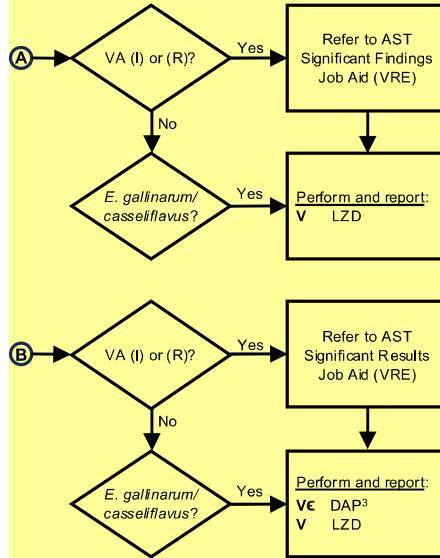 A
VA (I) or (R)?
Yes
Refer to AST
Significant Findings
Job Aid (VRE)
No
E. gallinarum/
casseliflavus?
Yes
Perform and report:
V LZD
B
VA (I) or (R)?
Yes
Refer to AST
Significant Results
Job Aid (VRE)
No
E. gallinarum/
casseliflavus?
Yes
Perform and report:
VЄ DAP³
V LZD